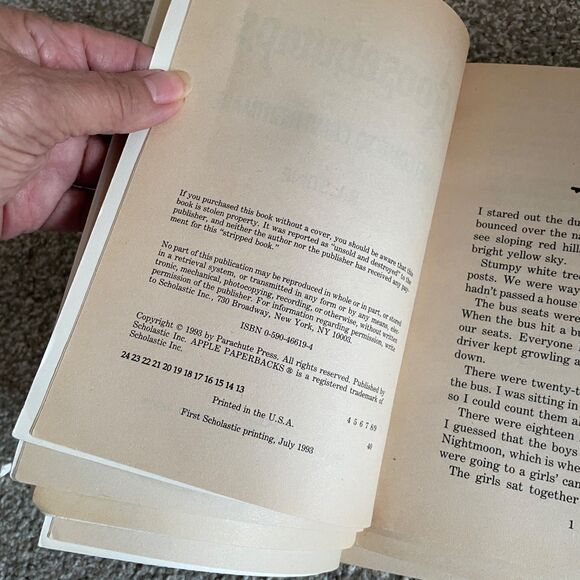 If you purchased this book without a cover, you should be aware that this
book is stolen property. It was reported as "unsold and destroyed" to the
publisher, and neither the author nor the publisher has received any pay-
ment for this "stripped book."
No part of this publication may be reproduced in whole or in part, or stored
in a retrieval system, or transmitted in any form or by any means, elec-
tronic, mechanical, photocopying, recording, or otherwise, without written
permission of the publisher. For information regarding permission, write
to Scholastic Inc., 730 Broadway, New York, NY 10003.
ISBN 0-590-46619-4
Copyright © 1993 by Parachute Press. All rights reserved. Published by
Scholastic Inc. APPLE PAPERBACKS ® is a registered trademark of
Scholastic Inc.
24 23 22 21 20 19 18 17 16 15 14 13 4 5 6 7 8 9
Printed in the U.S.A. 40
First Scholastic printing, July 1993
I stared out the
bounced over the
see sloping red
bright yellow sky.
Stumpy white
posts. We were
hadn't passed a house
The bus seats were
When the bus hit a
our seats. Everyone
driver kept growling
down.
There were
the bus. I was sitting in
so I could count them
There were eighteen
I guessed that the boys
Nightmoon, which is
were going to a girls'
The girls sat together
1